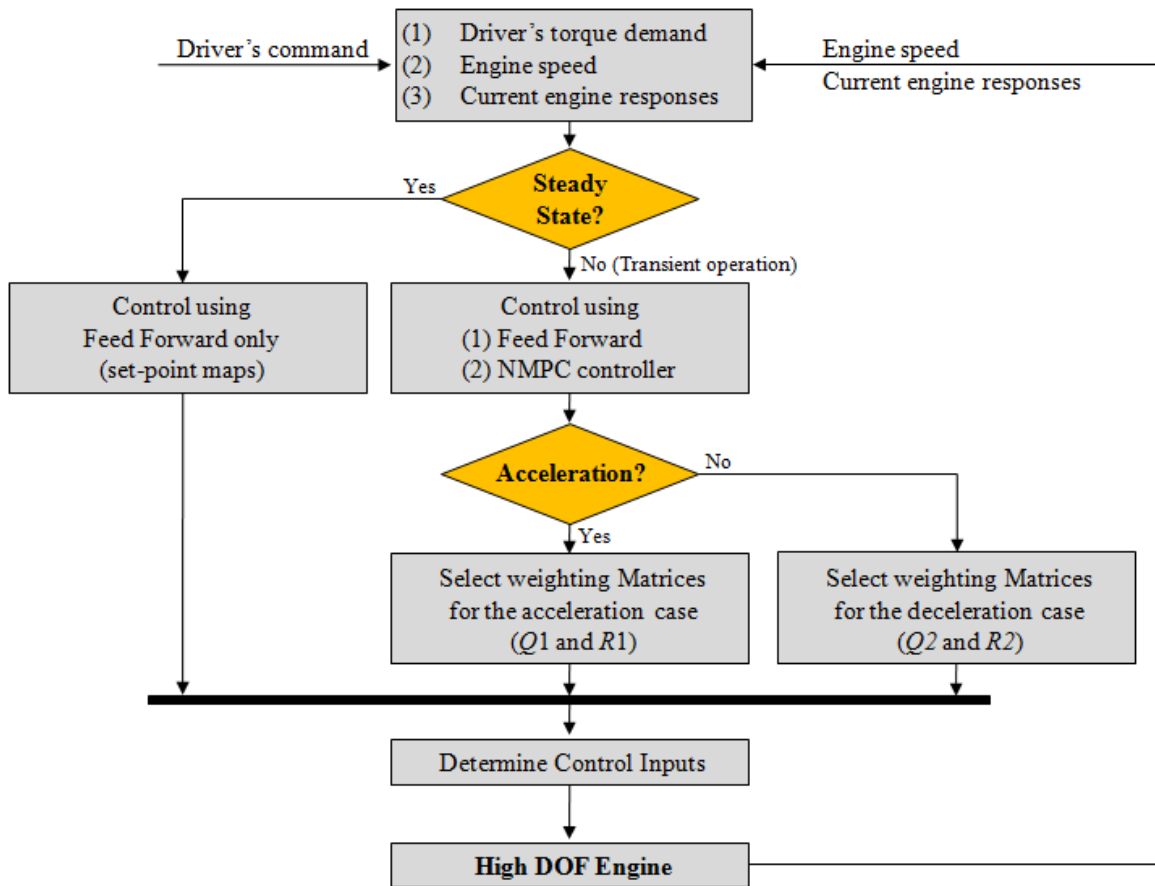 Driver's command
(1) Driver's torque demand
(2) Engine speed
(3) Current engine responses
Engine speed
Current engine responses
Steady
State?
Yes
No (Transient operation)
Control using
Feed Forward only
(set-point maps)
Control using
(1) Feed Forward
(2) NMPC controller
Acceleration?
No
Yes
Select weighting Matrices
for the acceleration case
(Q1 and R1)
Select weighting Matrices
for the deceleration case
(Q2 and R2)
Determine Control Inputs
High DOF Engine